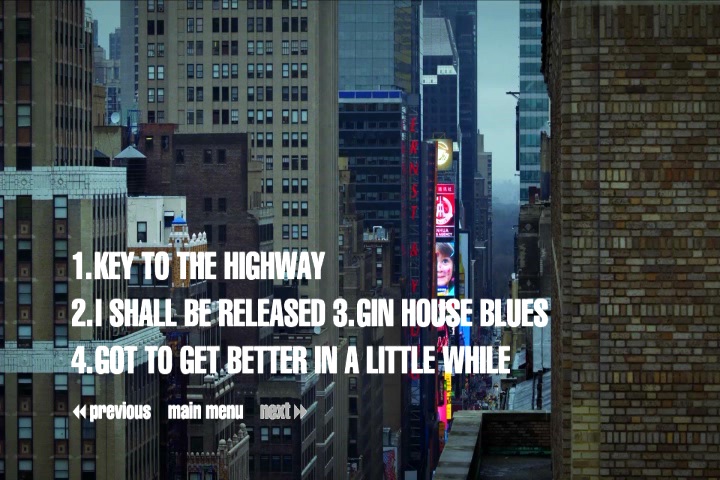 1.KEY TO THE HIGHWAY
2.I SHALL BE RELEASED 3.GIN HOUSE BLUES
4.GOT TO GET BETTER IN A LITTLE WHILE
previous main menu next